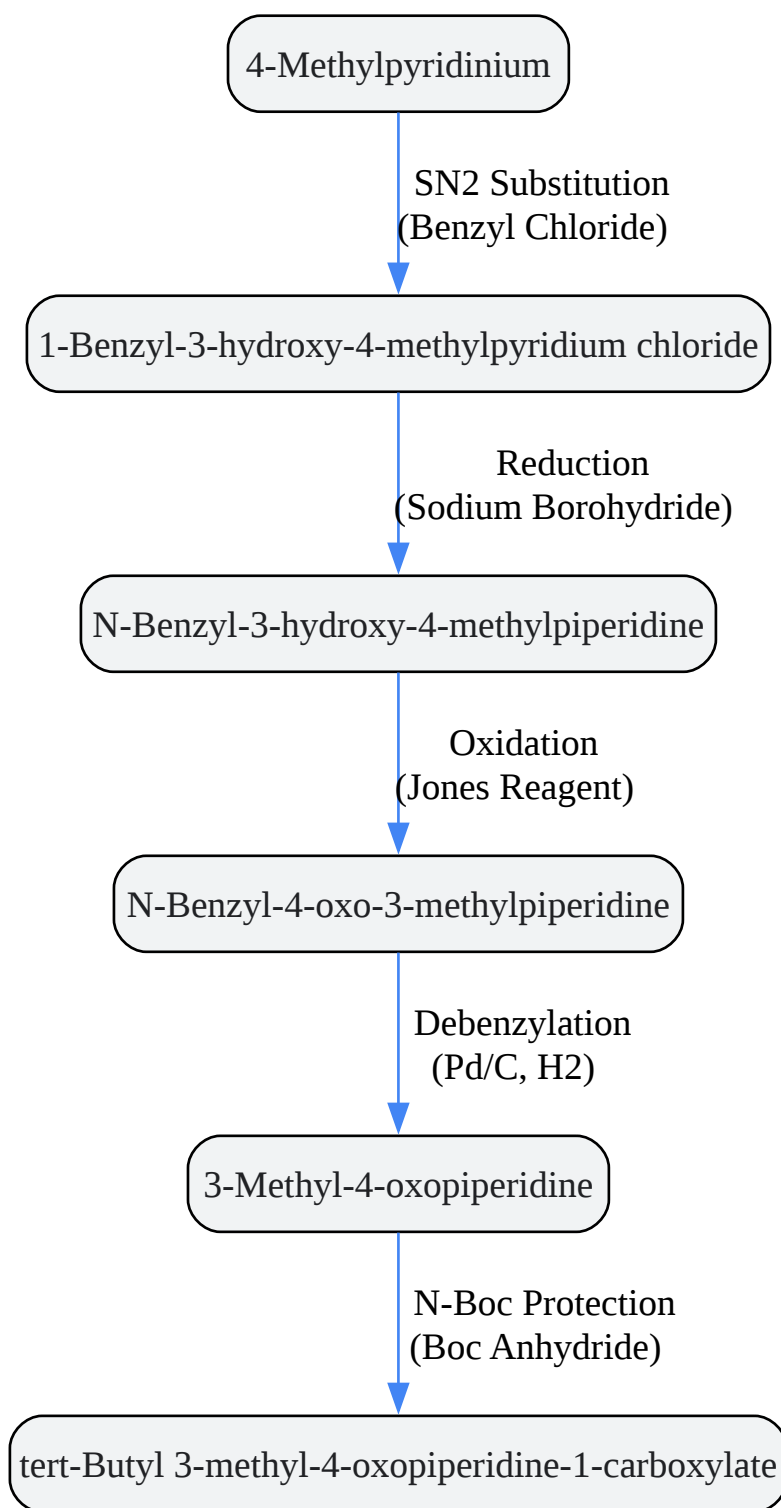 4-Methylpyridinium
SN2 Substitution
(Benzyl Chloride)
1-Benzyl-3-hydroxy-4-methylpyridium chloride
Reduction
(Sodium Borohydride)
N-Benzyl-3-hydroxy-4-methylpiperidine
Oxidation
(Jones Reagent)
N-Benzyl-4-oxo-3-methylpiperidine
Debenzylation
(Pd/C, H2)
3-Methyl-4-oxopiperidine
N-Boc Protection
(Boc Anhydride)
tert-Butyl 3-methyl-4-oxopiperidine-1-carboxylate